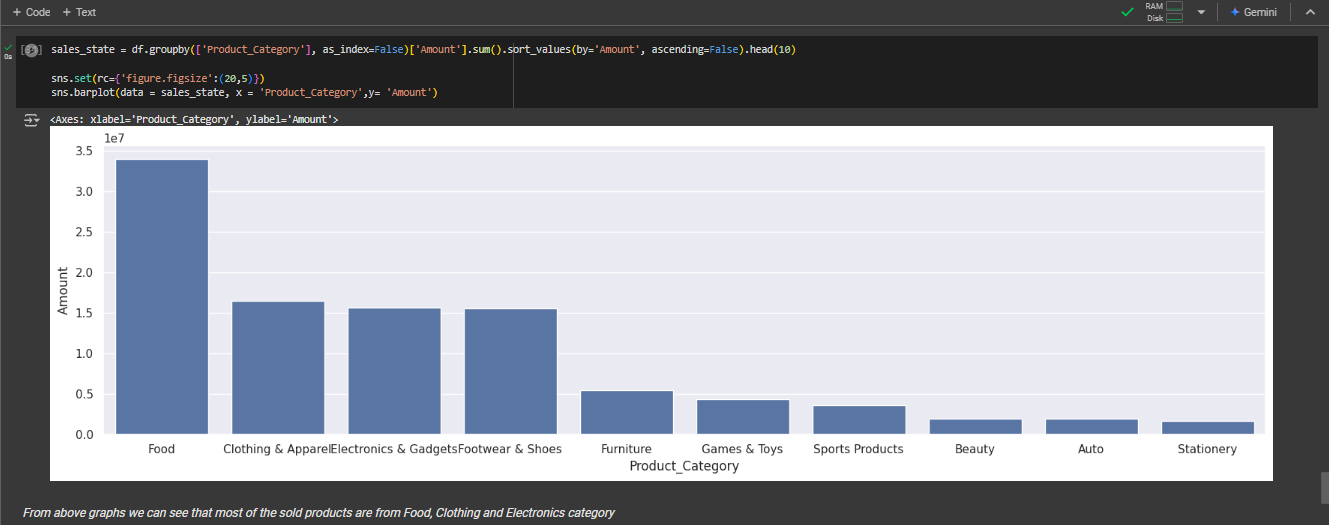 + Code + Text
RAM
Disk
Gemini
0s
sales_state = df.groupby(['Product_Category'], as_index=False)['Amount'].sum().sort_values(by='Amount', ascending=False).head(10)
sns.set(rc={'figure.figsize':(20,5)})
sns.barplot(data = sales_state, x = 'Product_Category',y= 'Amount')
<Axes: xlabel='Product_Category', ylabel='Amount'>
1e7
3.5
3.0
2.5
2.0
1.5
1.0
0.5
0.0
Amount
Food Clothing & Apparel Electronics & Gadgets Footwear & Shoes Furniture Games & Toys Sports Products Beauty Auto Stationery
Product_Category
From above graphs we can see that most of the sold products are from Food, Clothing and Electronics category